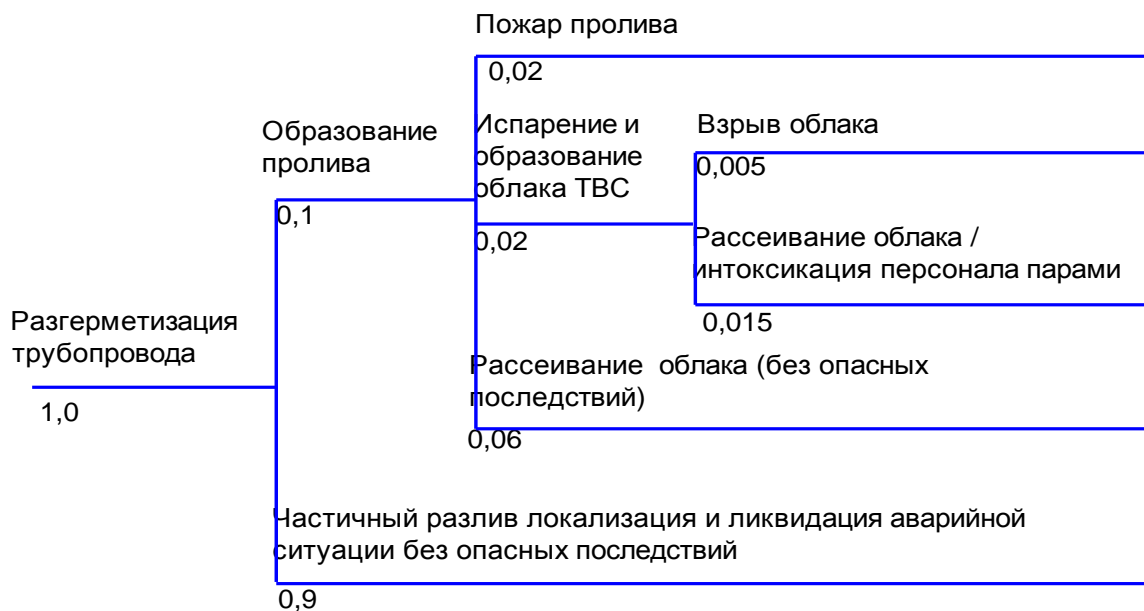 Пожар пролива
0,02
Образование
пролива
0,1
Испарение и
образование
облака ТВС
0,02
Взрыв облака
0,005
Рассеивание облака /
интоксикация персонала парами
0,015
Разгерметизация
трубопровода
1,0
Рассеивание облака (без опасных
последствий)
0,06
Частичный разлив локализация и ликвидация аварийной
ситуации без опасных последствий
0,9